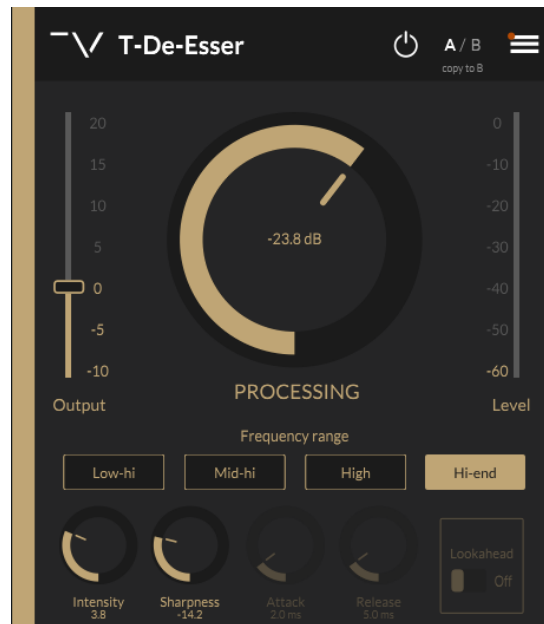 T-De-Esser
A / B
copy to B
20
15
10
5
0
-5
-10
Output
-23.8 dB
PROCESSING
0
-10
-20
-30
-40
-50
-60
Level
Frequency range
Low-hi
Mid-hi
High
Hi-end
Intensity
3.8
Sharpness
-14.2
Attack
2.0 ms
Release
5.0 ms
Lookahead
Off